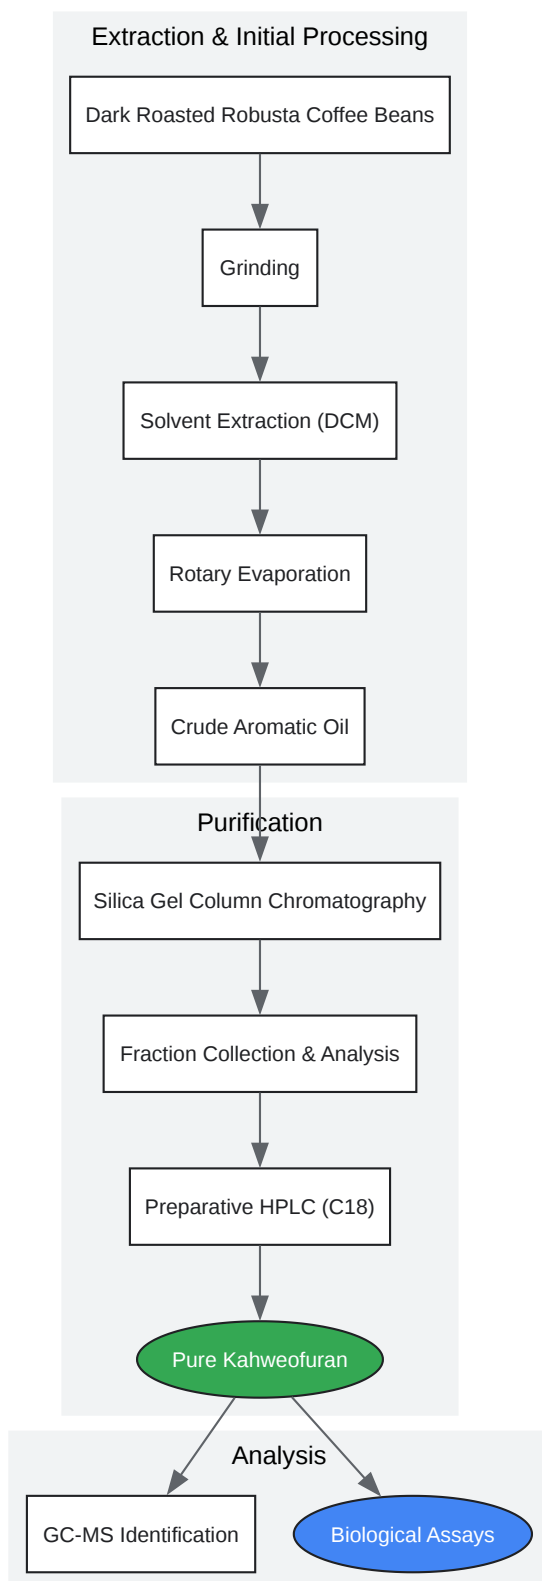 Extraction & Initial Processing
Dark Roasted Robusta Coffee Beans
Grinding
Solvent Extraction (DCM)
Rotary Evaporation
Crude Aromatic Oil
Purification
Silica Gel Column Chromatography
Fraction Collection & Analysis
Preparative HPLC (C18)
Pure Kahweofuran
Analysis
GC-MS Identification
Biological Assays